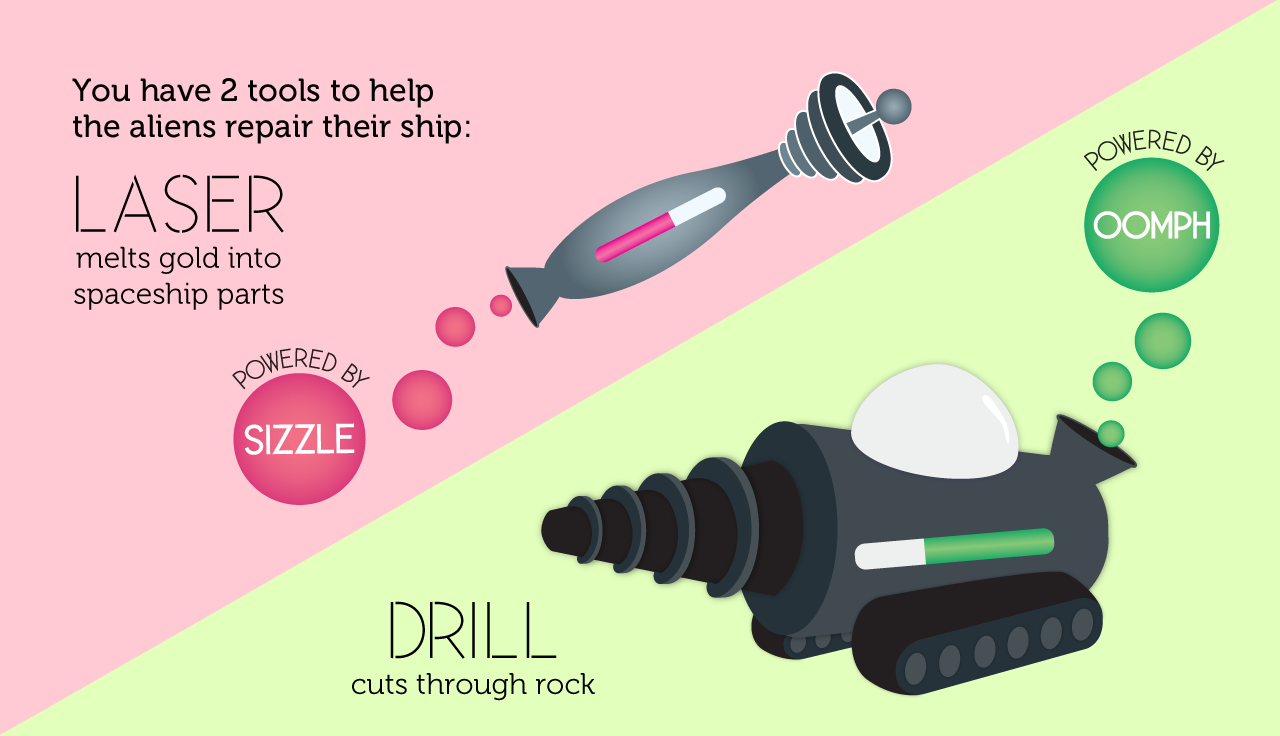 You have 2 tools to help
the aliens repair their ship:
LASER
melts gold into
spaceship parts
POWERED BY
SIZZLE
POWERED BY
OOMPH
DRILL
cuts through rock